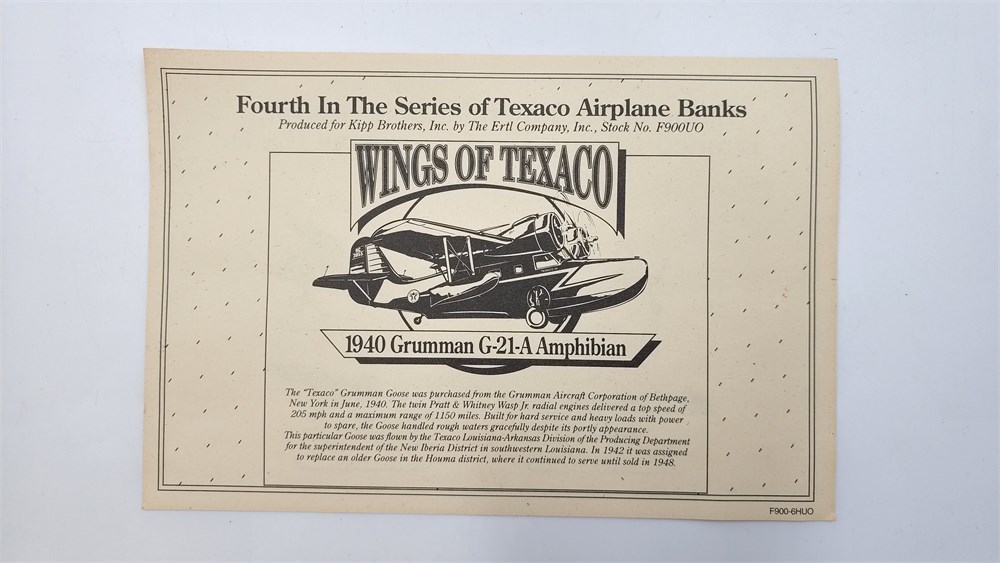 Fourth In The Series of Texaco Airplane Banks
Produced for Kipp Brothers, Inc. by The Ertl Company, Inc., Stock No. F900UO
WINGS OF TEXACO
1940 Grumman G-21-A Amphibian
The "Texaco" Grumman Goose was purchased from the Grumman Aircraft Corporation of Bethpage,
New York in June, 1940. The twin Pratt & Whitney Wasp Jr. radial engines delivered a top speed of
205 mph and a maximum range of 1150 miles. Built for hard service and heavy loads with power
to spare, the Goose handled rough waters gracefully despite its portly appearance.
This particular Goose was flown by the Texaco Louisiana-Arkansas Division of the Producing Department
for the superintendent of the New Iberia District in southwestern Louisiana. In 1942 it was assigned
to replace an older Goose in the Houma district, where it continued to serve until sold in 1948.
F900-6HUO